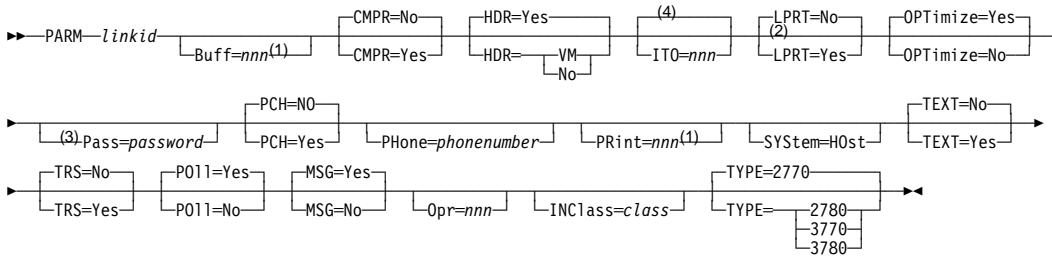 CMPR=No HDR=Yes (4) LPRT=No OPTimize=Yes
PARM linkid
Buff=nnn(1) CMPR=Yes HDR= VM ITO=nnn (2) LPRT=Yes OPTimize=No
No
PCH=NO TEXT=No
(3) Pass=password PCH=Yes PHone=phonenumber PRint=nnn(1) SYStem=HOst TEXT=Yes
TRS=No POll=Yes MSG=Yes TYPE=2770
TRS=Yes POll=No MSG=No Opr=nnn INClass=class TYPE= 2780
3770
3780